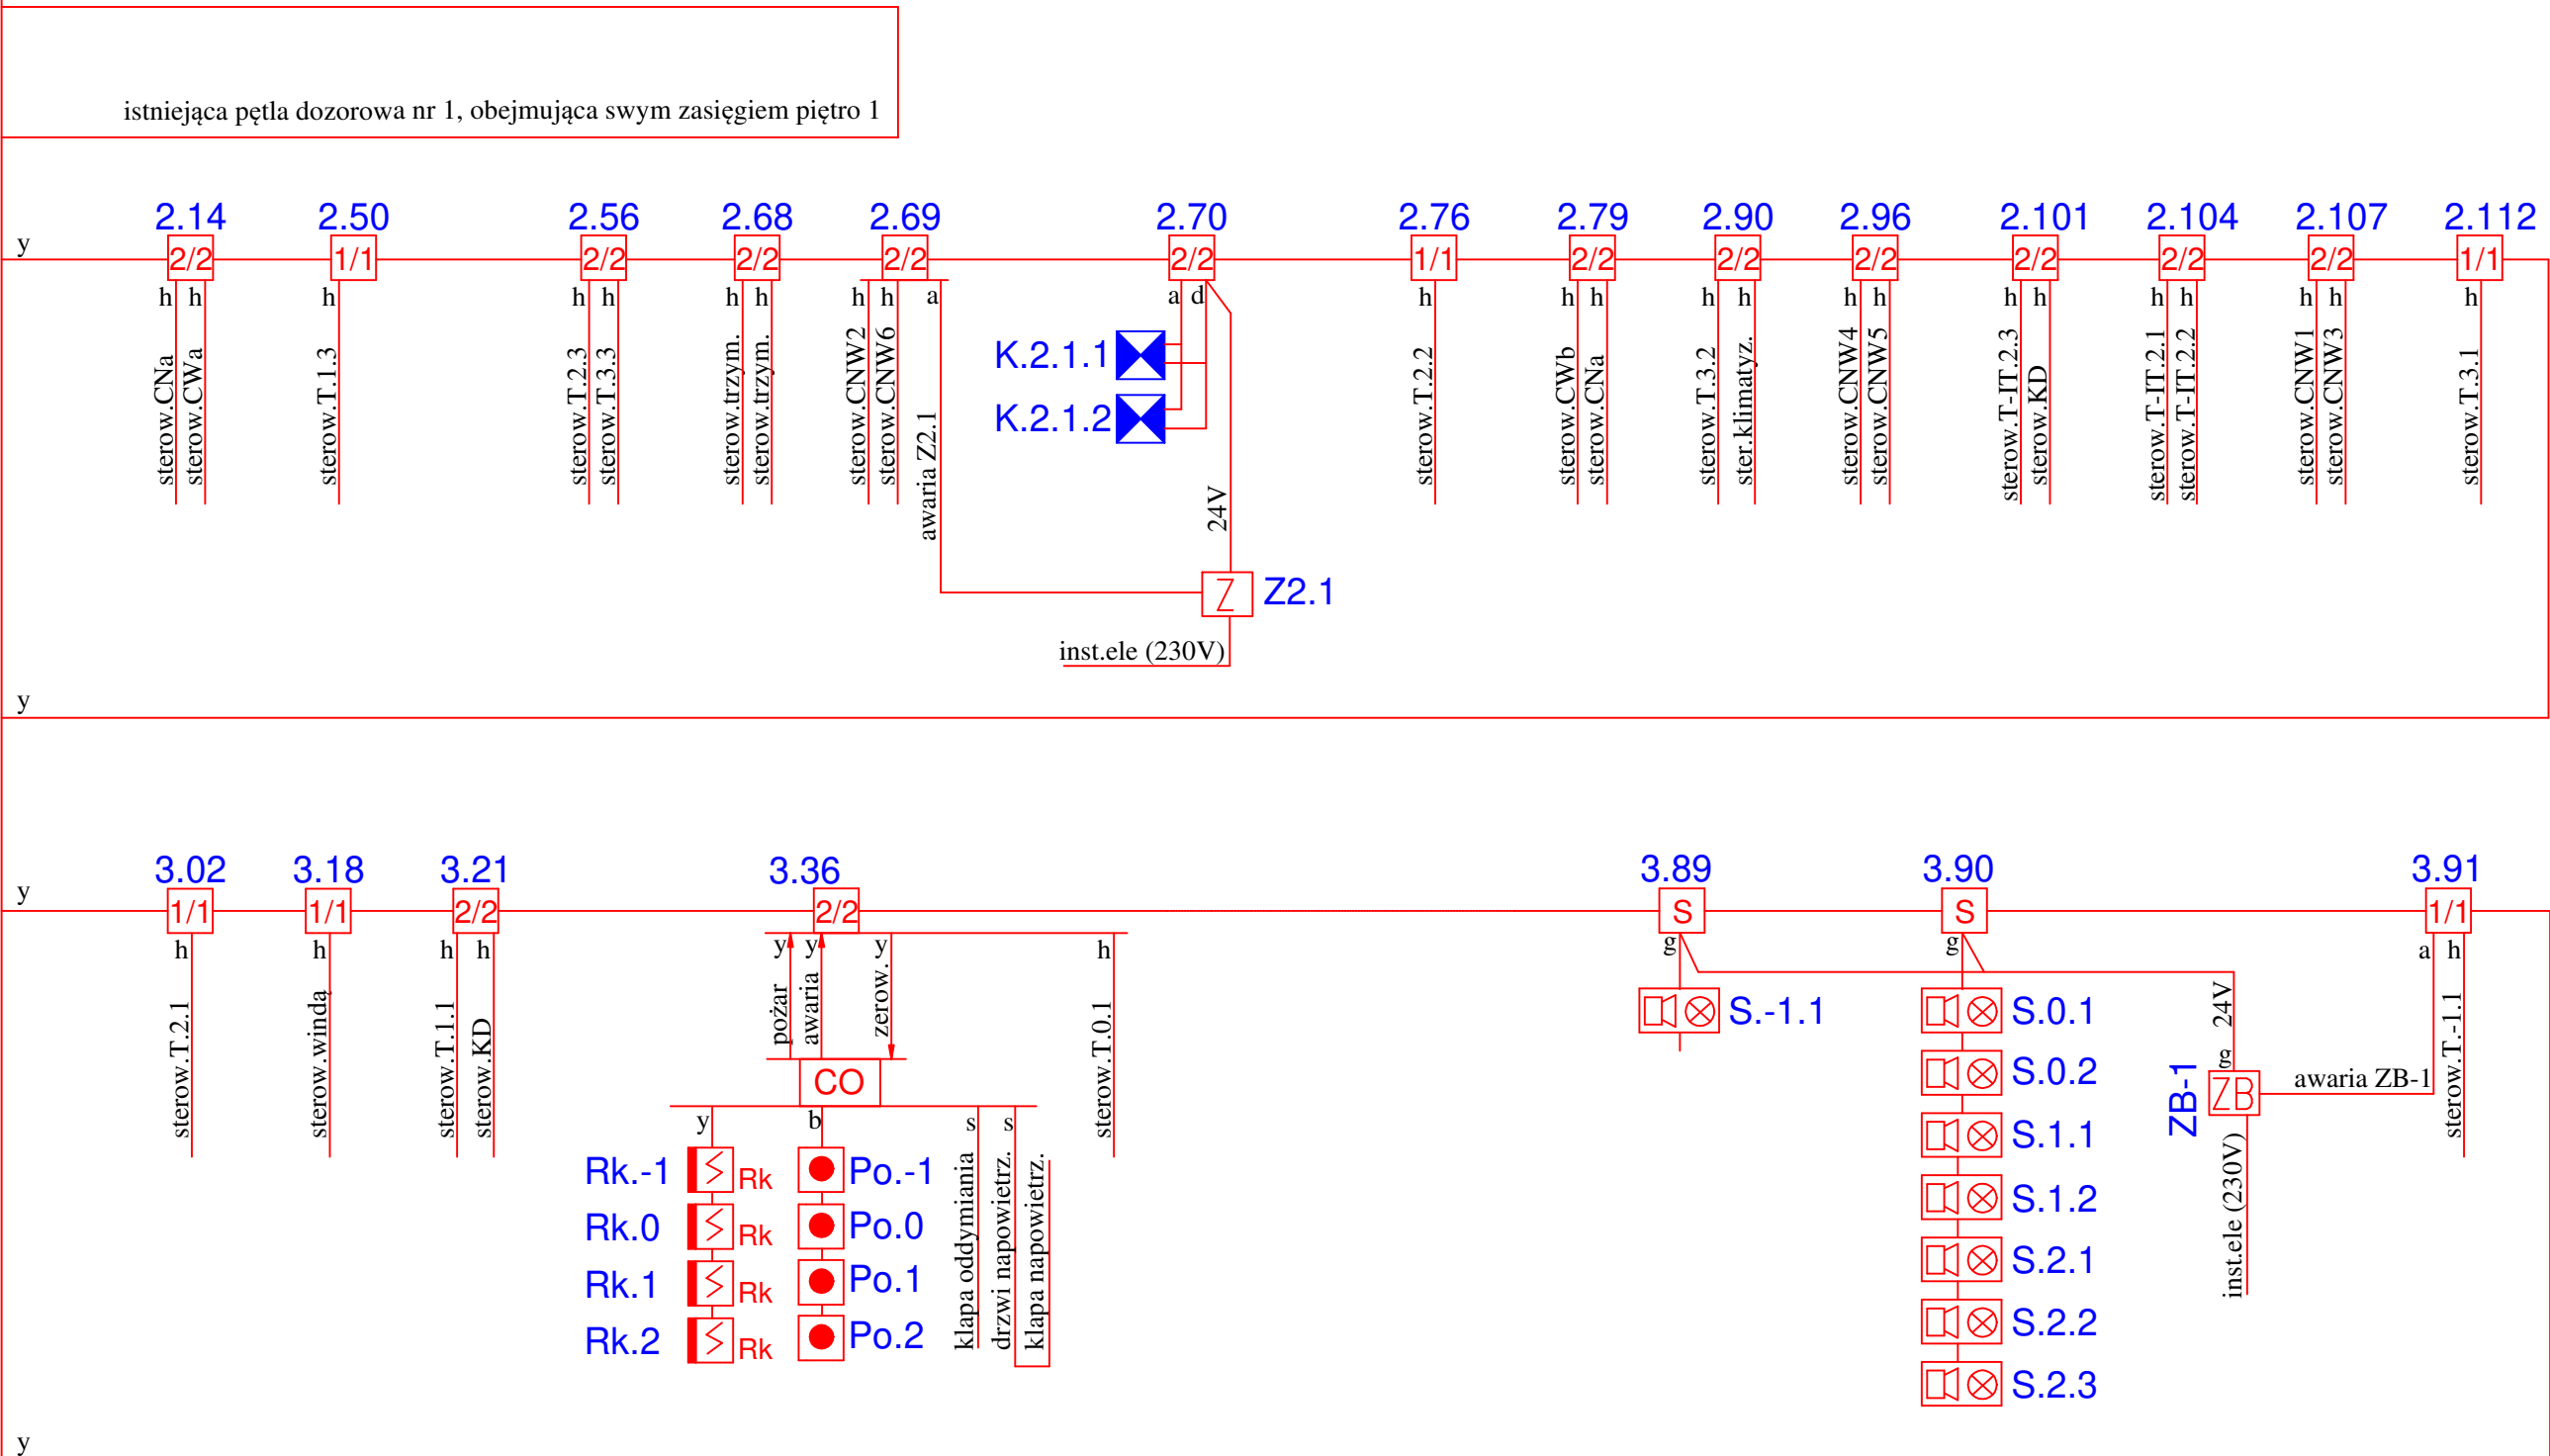 istniejąca pętla dozorowa nr 1, obejmująca swym zasięgiem piętro 1
2.14 2.50 2.56 2.68 2.69 2.70 2.76 2.79 2.90 2.96 2.101 2.104 2.107 2.112
y
2/2 1/1 2/2 2/2 2/2 2/2 1/1 2/2 2/2 2/2 2/2 2/2 2/2 1/1
h h h h h h h h h a a d h h h h h h h h h h h h h h
sterow.CNa
sterow.CWa
sterow.T.1.3
sterow.T.2.3
sterow.T.3.3
sterow.trzym.
sterow.trzym.
sterow.CNW2
sterow.CNW6
awaria Z2.1
K.2.1.1
K.2.1.2
24V
sterow.T.2.2
sterow.CWb
sterow.CNa
sterow.T.3.2
ster.klimatyz.
sterow.CNW4
sterow.CNW5
sterow.T-IT.2.3
sterow.KD
sterow.T-IT.2.1
sterow.T-IT.2.2
sterow.CNW1
sterow.CNW3
sterow.T.3.1
Z Z2.1
inst.ele (230V)
y
3.02 3.18 3.21 3.36 3.89 3.90 3.91
y
1/1 1/1 2/2 2/2 S S 1/1
h h h h y y y h g g a h
sterow.T.2.1
sterow.windą
sterow.T.1.1
sterow.KD
pożar
awaria
zerow.
sterow.T.0.1
CO
y b s s
Rk.-1 Rk Po.-1
Rk.0 Rk Po.0
Rk.1 Rk Po.1
Rk.2 Rk Po.2
klapa oddymiania
drzwi napowietrz.
klapa napowietrz.
S.-1.1
S.0.1
S.0.2
S.1.1
S.1.2
S.2.1
S.2.2
S.2.3
24V
g
ZB-1
ZB
awaria ZB-1
inst.ele (230V)
sterow.T.-1.1
y